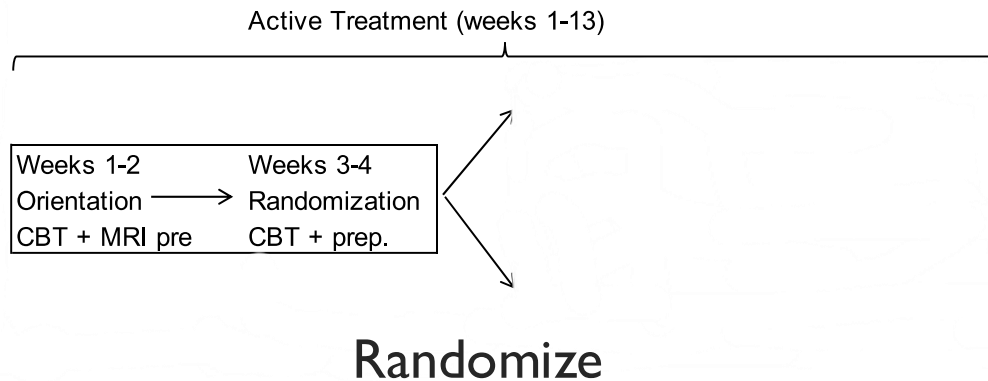 Active Treatment (weeks 1-13)
Weeks 1-2
Orientation
CBT + MRI pre
Weeks 3-4
Randomization
CBT + prep.
Randomize